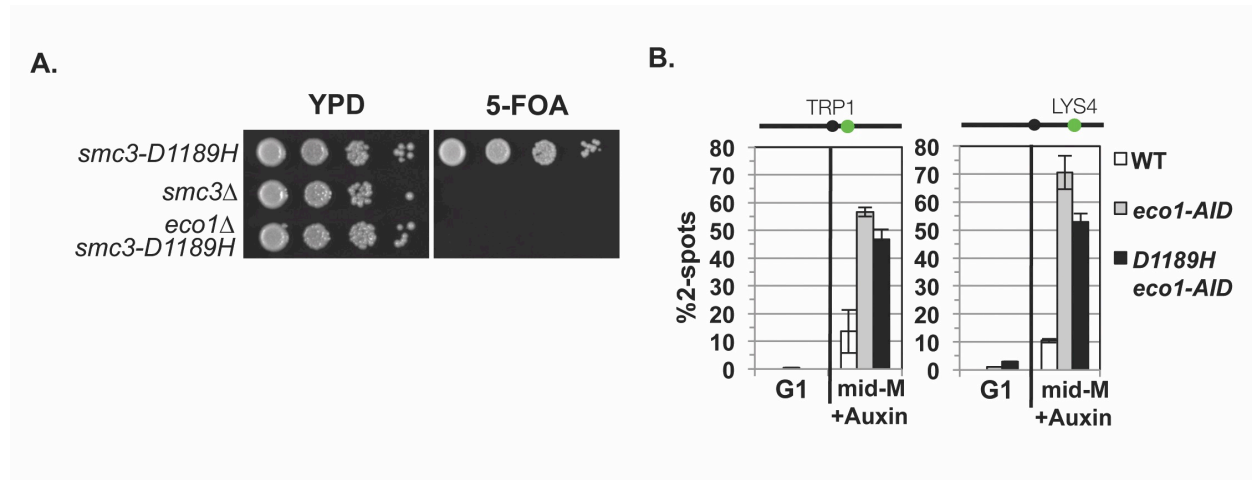 A.
YPD
5-FOA
smc3-D1189H
smc3Δ
eco1Δ
smc3-D1189H
B.
TRP1
LYS4
%2-spots
80
70
60
50
40
30
20
10
0
G1
mid-M
+Auxin
80
70
60
50
40
30
20
10
0
G1
mid-M
+Auxin
WT
eco1-AID
D1189H
eco1-AID